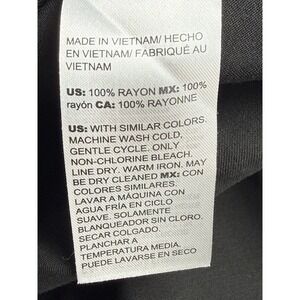 MADE IN VIETNAM/ HECHO
EN VIETNAM/ FABRIQUÉ AU
VIETNAM
US: 100% RAYON MX: 100%
rayón CA: 100% RAYONNE
US: WITH SIMILAR COLORS.
MACHINE WASH COLD.
GENTLE CYCLE. ONLY
NON-CHLORINE BLEACH.
LINE DRY. WARM IRON. MAY
BE DRY CLEANED MX: CON
COLORES SIMILARES.
LAVAR A MÁQUINA CON
AGUA FRÍA EN CICLO
SUAVE. SOLAMENTE
BLANQUEADOR SIN CLORO.
SECAR COLGADO.
PLANCHAR A
TEMPERATURA MEDIA.
PUEDE LAVARSE EN SECO